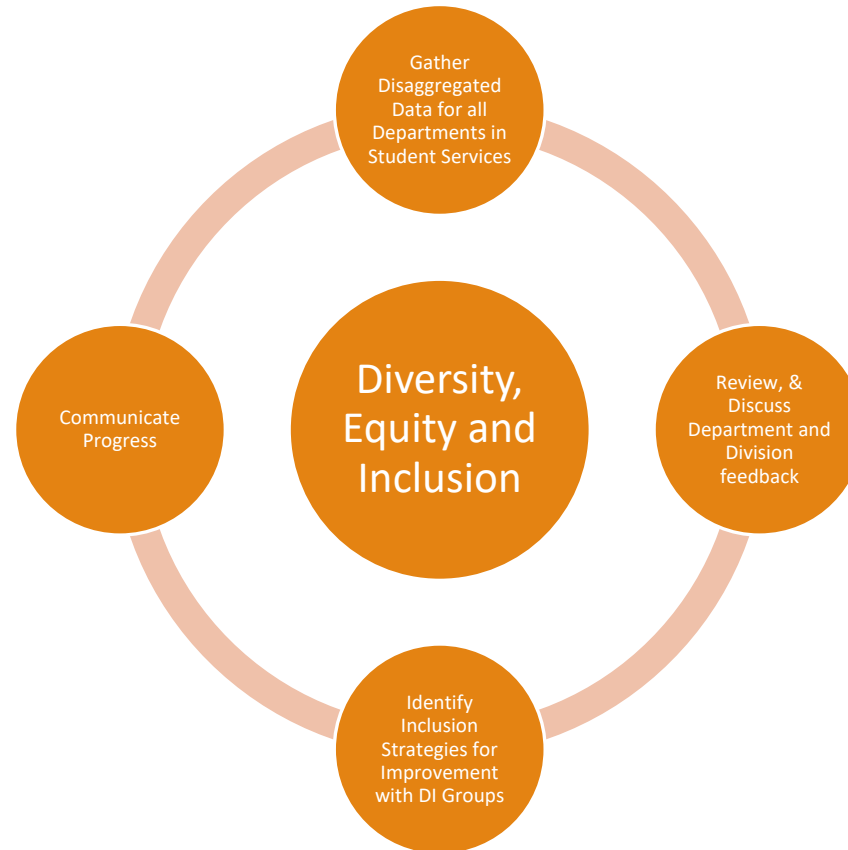 Gather
Disaggregated
Data for all
Departments in
Student Services
Diversity,
Equity and
Inclusion
Review, &
Discuss
Department and
Division
feedback
Communicate
Progress
Identify
Inclusion
Strategies for
Improvement
with DI Groups